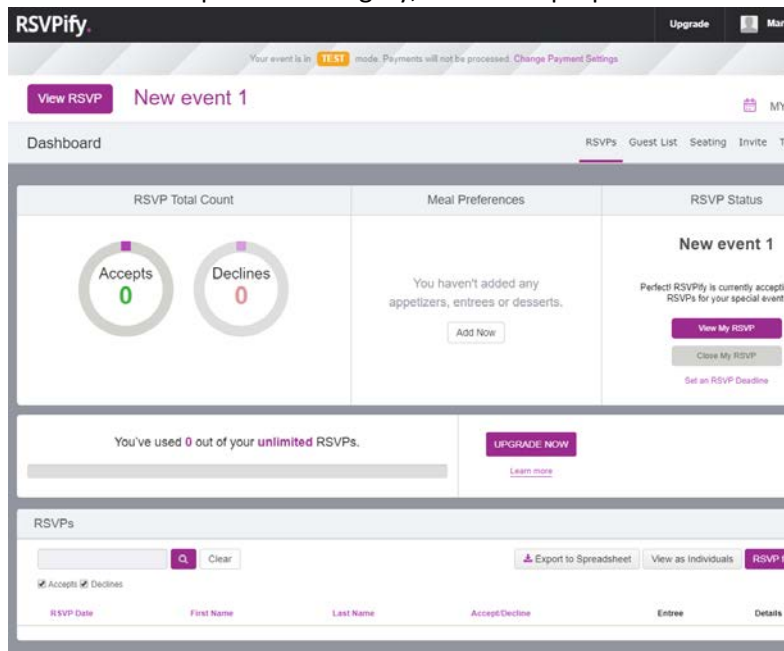 RSVPify.
Upgrade
Your event is in TEST mode. Payments will not be processed. Change Payment Settings
View RSVP
New event 1
Dashboard
RSVPs Guest List Seating Invite
RSVP Total Count
Meal Preferences
RSVP Status
Accepts
0
Declines
0
You haven't added any
appetizers, entrees or desserts.
Add Now
New event 1
Perfect! RSVPify is currently
RSVPs for your special
View My RSVP
Close My RSVP
Set an RSVP Deadline
You've used 0 out of your unlimited RSVPs.
UPGRADE NOW
Learn more
RSVPs
Clear
Export to Spreadsheet
View as Individuals
RSVP
Accepts Declines
RSVP Date First Name Last Name Accept/Decline Entree Details